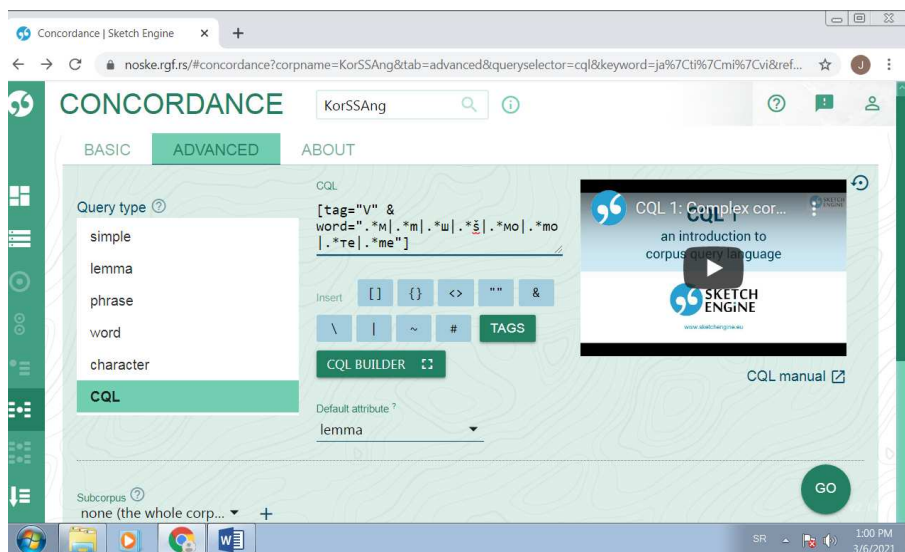 Concordance | Sketch Engine
noske.rgf.rs/#concordance?corpname=KorSSAng&tab=advanced&queryselector=cql&keyword=ja%7Cti%7Cmi%7Cvi&ref...
J
CONCORDANCE
KorSSAng
BASIC ADVANCED ABOUT
Query type ?
simple
lemma
phrase
word
character
CQL
CQL
[tag="V" &
word=".*м|.*m|.*ш|.*š|.*мо|.*mo
|.*те|.*me"]
Insert [] {} <> "" &
\ | ~ # TAGS
CQL BUILDER
Default attribute ?
lemma
CQL 1: Complex cor...
CQL 1
an introduction to
corpus query language
SKETCH
ENGINE
www.sketchengine.eu
CQL manual
Subcorpus ?
none (the whole corp...
GO
SR
1:00 PM
3/6/2021